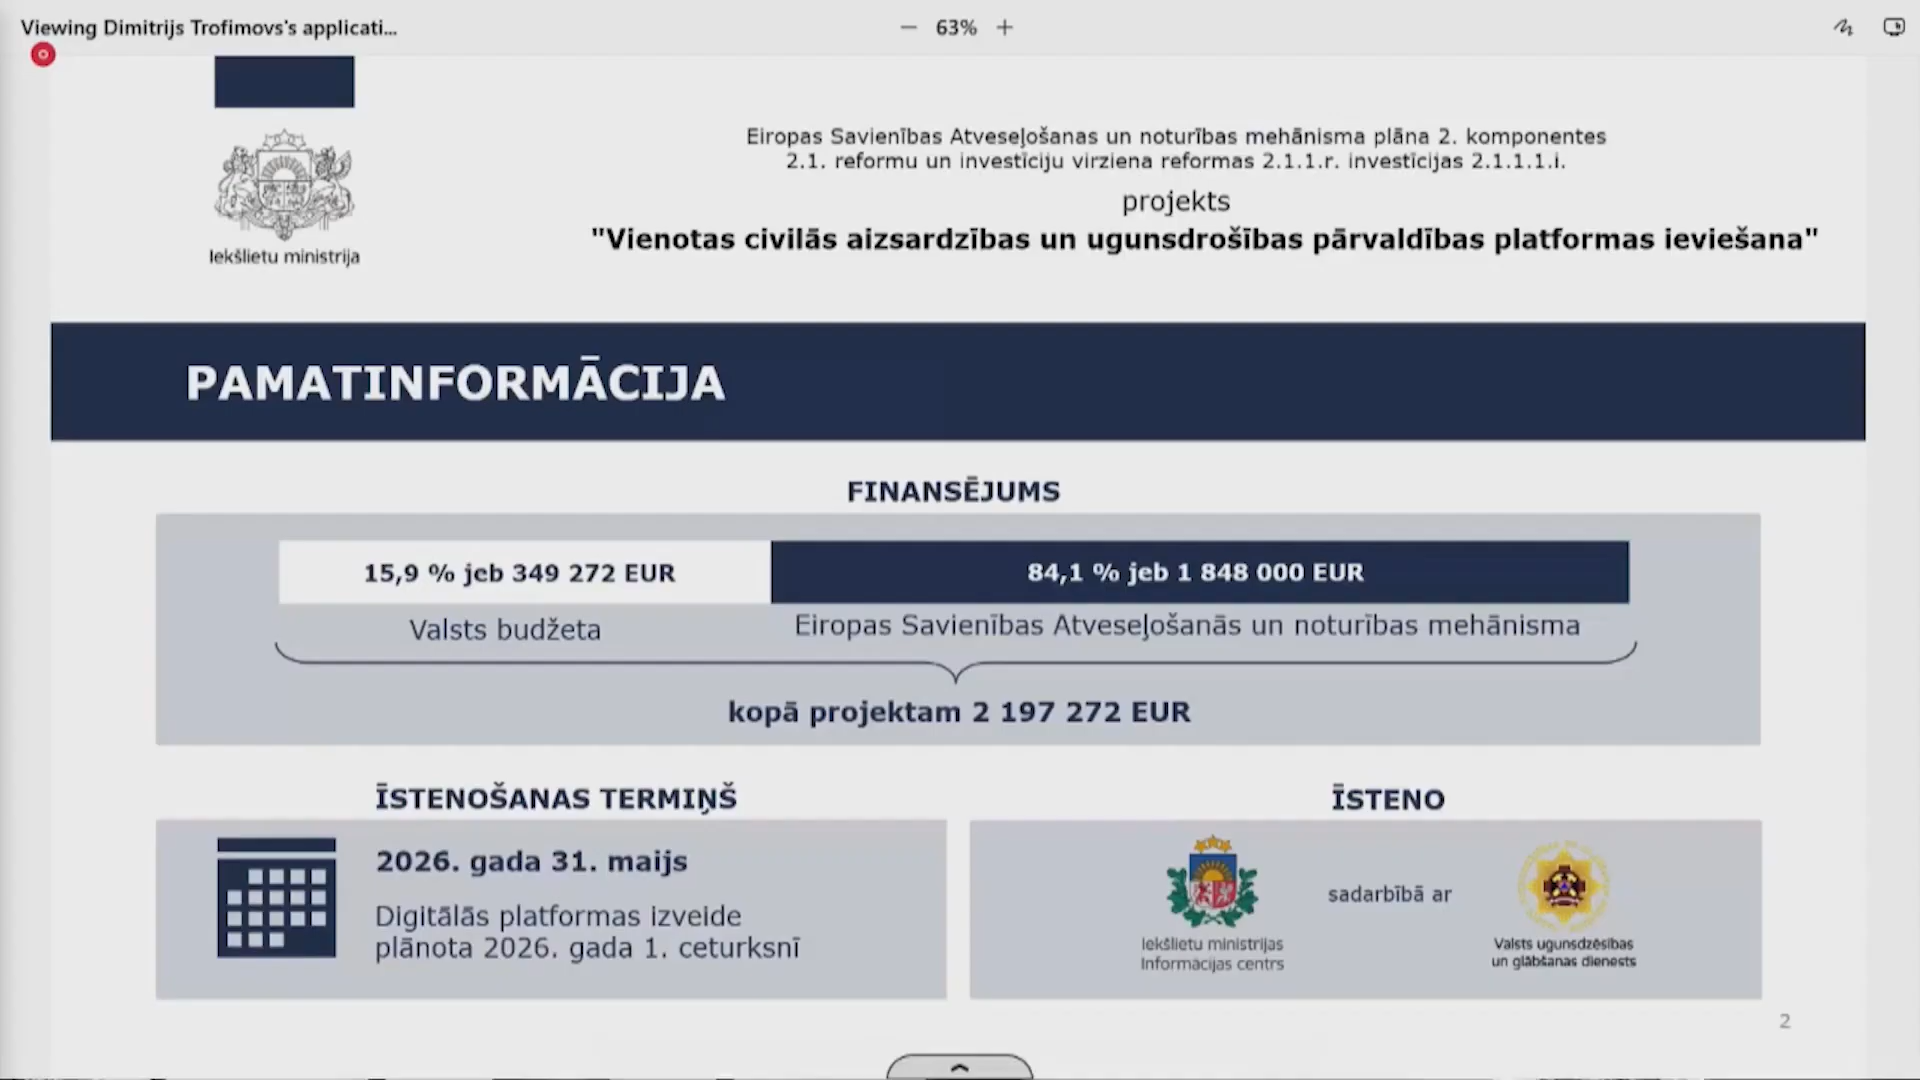 Viewing Dimitrijs Trofimovs's applicati...
63%
Iekšlietu ministrija
Eiropas Savienības Atveseļošanas un noturības mehānisma plāna 2. komponentes
2.1. reformu un investīciju virziena reformas 2.1.1.r. investīcijas 2.1.1.1.i.
projekts
"Vienotas civilās aizsardzības un ugunsdrošības pārvaldības platformas ieviešana"
PAMATINFORMĀCIJA
FINANSĒJUMS
15,9 % jeb 349 272 EUR
84,1 % jeb 1 848 000 EUR
Valsts budžeta
Eiropas Savienības Atveseļošanās un noturības mehānisma
kopā projektam 2 197 272 EUR
ĪSTENOŠANAS TERMIŅŠ
2026. gada 31. maijs
Digitālās platformas izveide
plānota 2026. gada 1. ceturksnī
ĪSTENO
Iekšlietu ministrijas
Informācijas centrs
sadarbībā ar
Valsts ugunsdzēsības
un glābšanas dienests
2